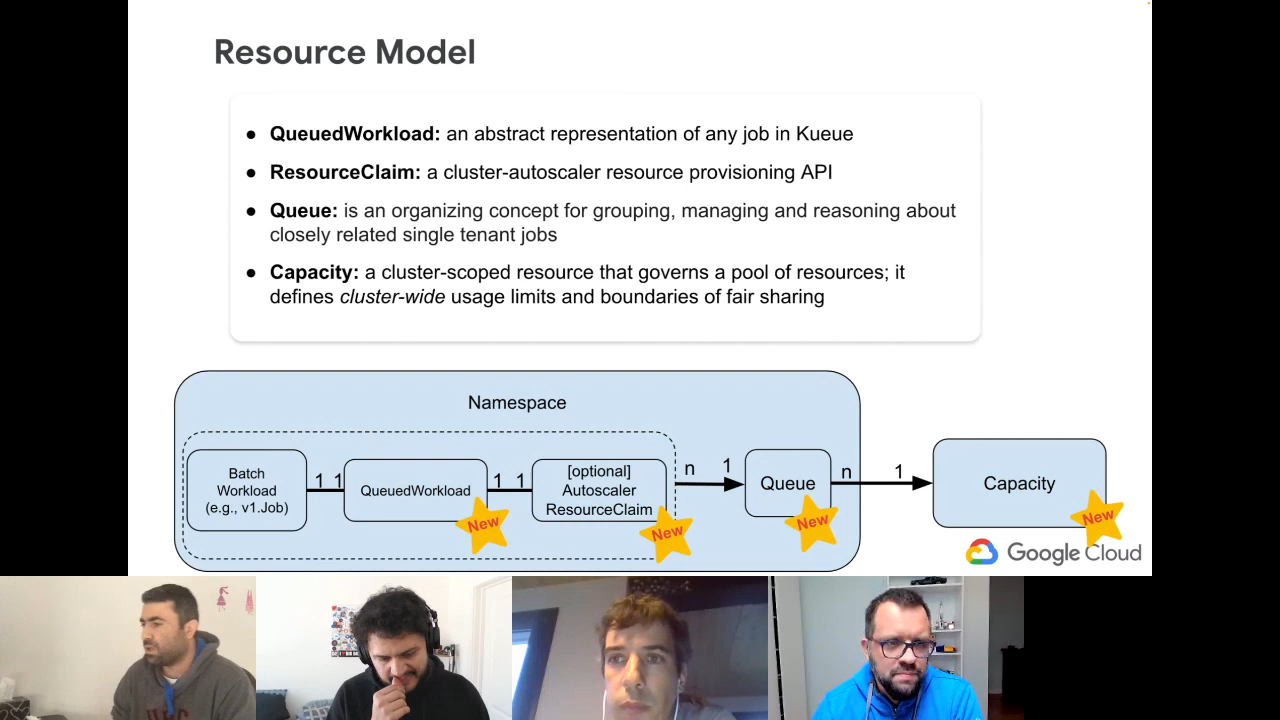 Resource Model
● QueuedWorkload: an abstract representation of any job in Kueue
● ResourceClaim: a cluster-autoscaler resource provisioning API
● Queue: is an organizing concept for grouping, managing and reasoning about
closely related single tenant jobs
● Capacity: a cluster-scoped resource that governs a pool of resources; it
defines cluster-wide usage limits and boundaries of fair sharing
Namespace
Batch
Workload
(e.g., v1.Job)
1 1
QueuedWorkload
New
1 1
[optional]
Autoscaler
ResourceClaim
New
n 1
Queue
New
n 1
Capacity
New
Google Cloud